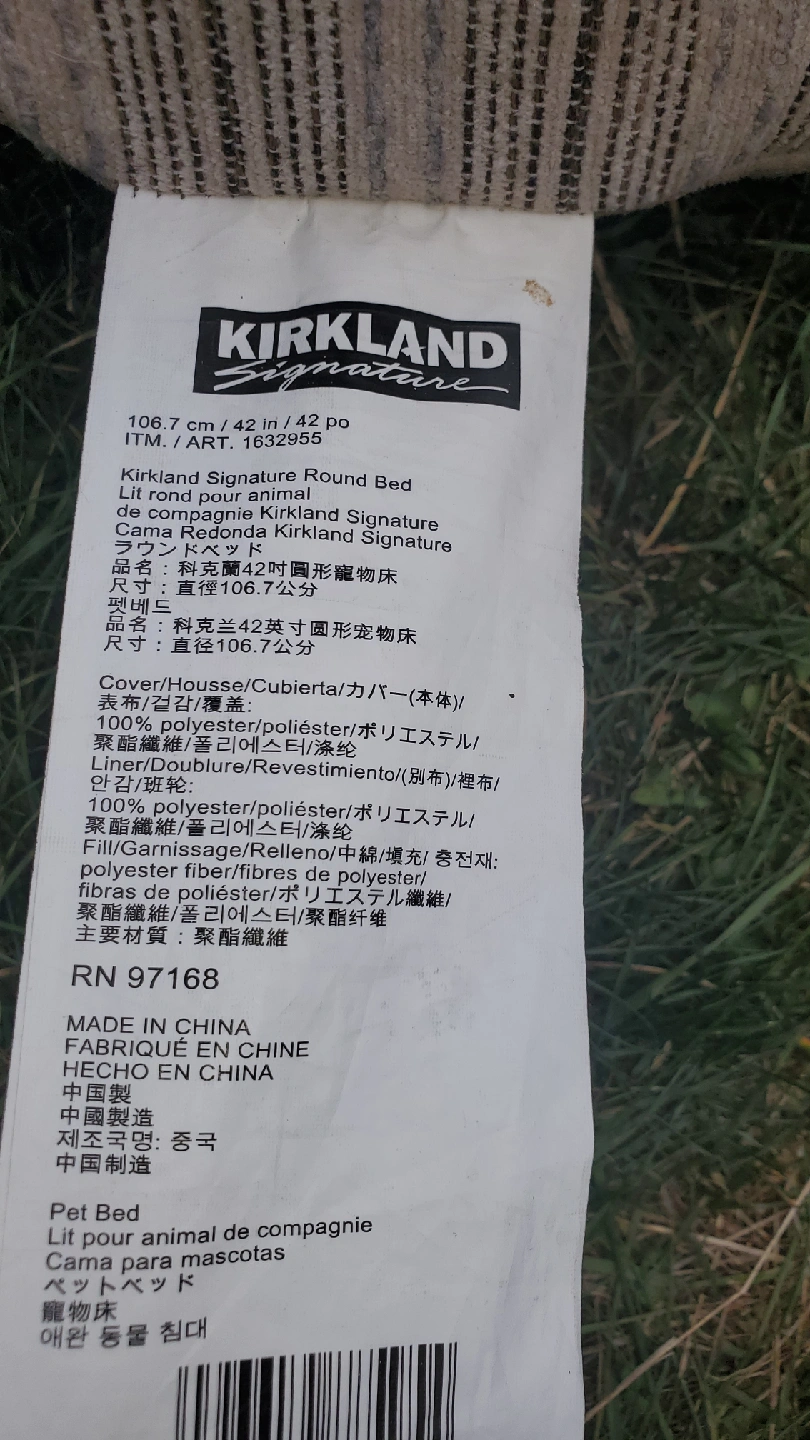 KIRKLAND
Signature
106.7 cm / 42 in / 42 po
ITM. / ART. 1632955
Kirkland Signature Round Bed
Lit rond pour animal
de compagnie Kirkland Signature
Cama Redonda Kirkland Signature
ラウンドベッド
品名：科克蘭42吋圓形寵物床
尺寸：直徑106.7公分
펫베드
品名：科克兰42英寸圆形宠物床
尺寸：直径106.7公分
Cover/Housse/Cubierta/カバー(本体)/
表布/겉감/覆盖:
100% polyester/poliéster/ポリエステル/
聚酯纖維/폴리에스터/涤纶
Liner/Doublure/Revestimiento/(別布)/裡布/
안감/班轮:
100% polyester/poliéster/ポリエステル/
聚酯纖維/폴리에스터/涤纶
Fill/Garnissage/Relleno/中綿/填充/ 충전재:
polyester fiber/fibres de polyester/
fibras de poliéster/ポリエステル繊維/
聚酯纖維/폴리에스터/聚酯纤维
主要材質：聚酯纖維
RN 97168
MADE IN CHINA
FABRIQUÉ EN CHINE
HECHO EN CHINA
中国製
中國製造
제조국명: 중국
中国制造
Pet Bed
Lit pour animal de compagnie
Cama para mascotas
ペットベッド
寵物床
애완 동물 침대